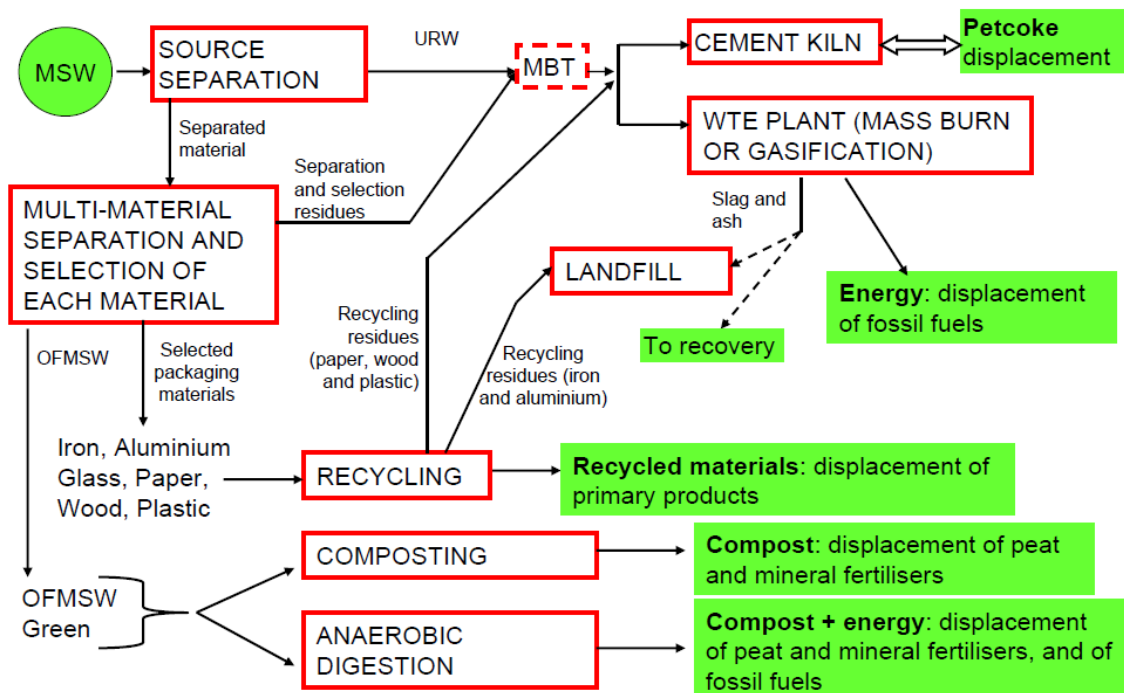 MSW
SOURCE
SEPARATION
URW
MBT
CEMENT KILN
Petcoke
displacement
WTE PLANT (MASS BURN
OR GASIFICATION)
Separated
material
Separation
and selection
residues
MULTI-MATERIAL
SEPARATION AND
SELECTION OF
EACH MATERIAL
Slag and
ash
LANDFILL
Energy: displacement
of fossil fuels
To recovery
OFMSW
Selected
packaging
materials
Recycling
residues
(paper, wood
and plastic)
Recycling
residues (iron
and aluminium)
Iron, Aluminium
Glass, Paper,
Wood, Plastic
RECYCLING
Recycled materials: displacement of
primary products
COMPOSTING
Compost: displacement of peat
and mineral fertilisers
OFMSW
Green
ANAEROBIC
DIGESTION
Compost + energy: displacement
of peat and mineral fertilisers, and of
fossil fuels